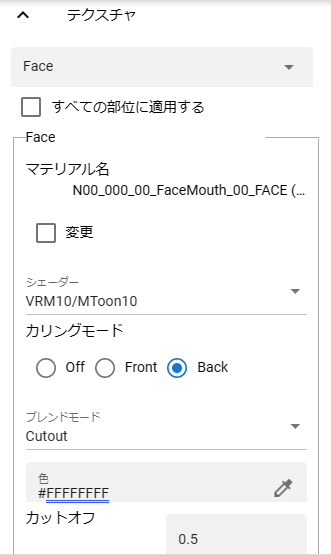 テクスチャ
Face
すべての部位に適用する
Face
マテリアル名
N00_000_00_FaceMouth_00_FACE (...
変更
シェーダー
VRM10/MToon10
カリングモード
Off Front Back
ブレンドモード
Cutout
色
#FFFFFFFF
カットオフ
0.5